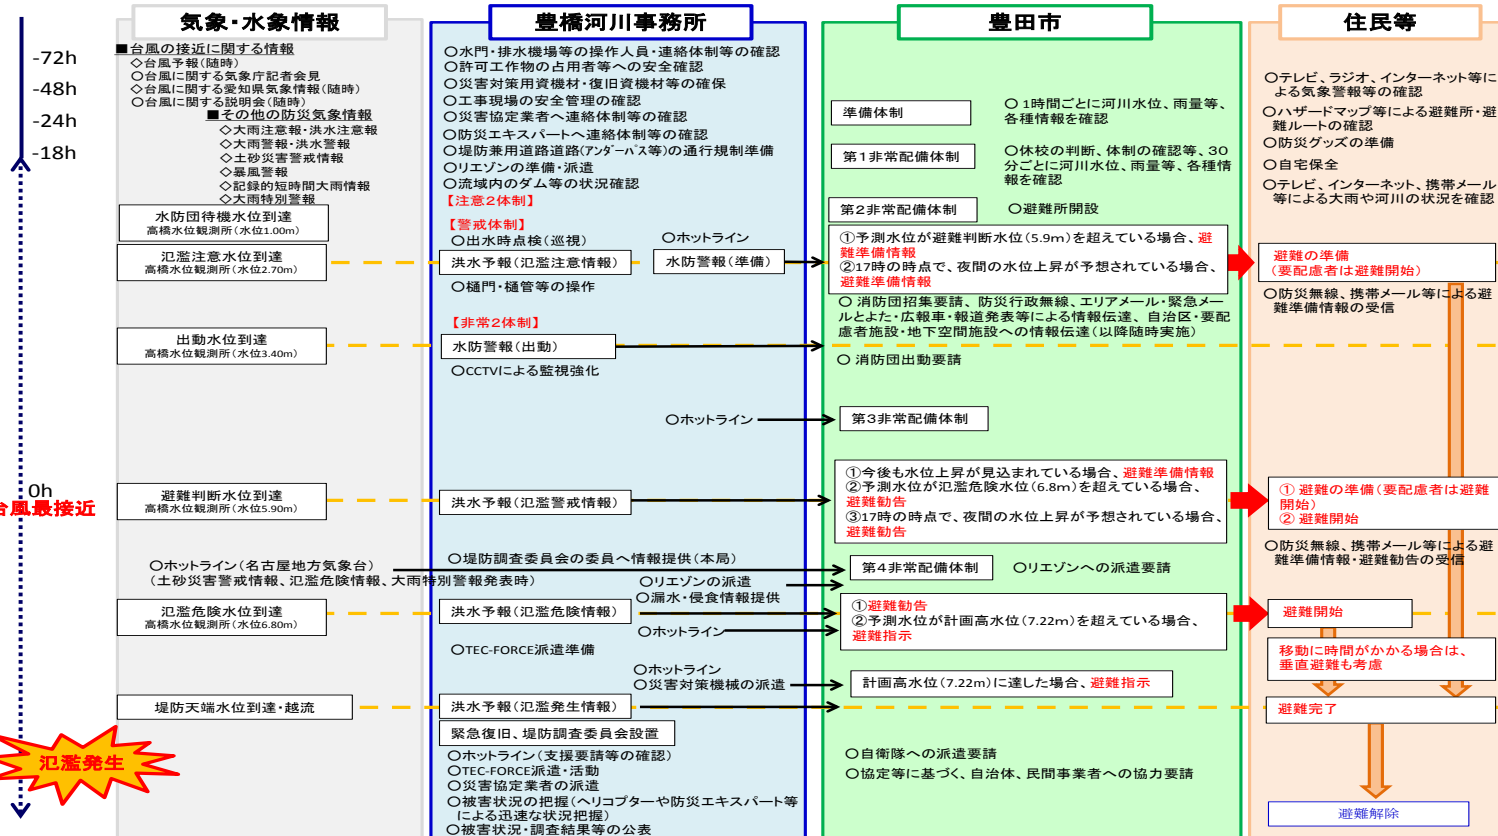 気象・水象情報
豊橋河川事務所
豊田市
住民等
-72h
-48h
-24h
-18h
0h
台風最接近
氾濫発生
■台風の接近に関する情報
◇台風予報(随時)
○台風に関する気象庁記者会見
◇台風に関する愛知県気象情報(随時)
○台風に関する説明会(随時)
■その他の防災気象情報
◇大雨注意報・洪水注意報
◇大雨警報・洪水警報
◇土砂災害警戒情報
◇暴風警報
◇記録的短時間大雨情報
◇大雨特別警報
水防団待機水位到達
高橋水位観測所(水位1.00m)
氾濫注意水位到達
高橋水位観測所(水位2.70m)
出動水位到達
高橋水位観測所(水位3.40m)
避難判断水位到達
高橋水位観測所(水位5.90m)
○ホットライン(名古屋地方気象台)
(土砂災害警戒情報、氾濫危険情報、大雨特別警報発表時)
氾濫危険水位到達
高橋水位観測所(水位6.80m)
堤防天端水位到達・越流
○水門・排水機場等の操作人員・連絡体制等の確認
○許可工作物の占用者等への安全確認
○災害対策用資機材・復旧資機材等の確保
○工事現場の安全管理の確認
○災害協定業者へ連絡体制等の確認
○防災エキスパートへ連絡体制等の確認
○堤防兼用道路道路(アンダーパス等)の通行規制準備
○リエゾンの準備・派遣
○流域内のダム等の状況確認
【注意2体制】
【警戒体制】
○出水時点検(巡視)
○ホットライン
洪水予報(氾濫注意情報)
水防警報(準備)
○樋門・樋管等の操作
【非常2体制】
水防警報(出動)
○CCTVによる監視強化
○ホットライン
洪水予報(氾濫警戒情報)
○堤防調査委員会の委員へ情報提供(本局)
○リエゾンの派遣
○漏水・侵食情報提供
洪水予報(氾濫危険情報)
○ホットライン
○TEC-FORCE派遣準備
○ホットライン
○災害対策機械の派遣
洪水予報(氾濫発生情報)
緊急復旧、堤防調査委員会設置
○ホットライン(支援要請等の確認)
○TEC-FORCE派遣・活動
○災害協定業者の派遣
○被害状況の把握(ヘリコプターや防災エキスパート等
による迅速な状況把握)
○被害状況・調査結果等の公表
準備体制
○1時間ごとに河川水位、雨量等、
各種情報を確認
第1非常配備体制
○休校の判断、体制の確認等、30
分ごとに河川水位、雨量等、各種情
報を確認
第2非常配備体制
○避難所開設
①予測水位が避難判断水位(5.9m)を超えている場合、避
難準備情報
②17時の時点で、夜間の水位上昇が予想されている場合、
避難準備情報
○ 消防団招集要請、防災行政無線、エリアメール・緊急メー
ルとよた・広報車・報道発表等による情報伝達、自治区・要配
慮者施設・地下空間施設への情報伝達(以降随時実施)
○ 消防団出動要請
第3非常配備体制
①今後も水位上昇が見込まれている場合、避難準備情報
②予測水位が氾濫危険水位(6.8m)を超えている場合、
避難勧告
③17時の時点で、夜間の水位上昇が予想されている場合、
避難勧告
第4非常配備体制
○リエゾンへの派遣要請
①避難勧告
②予測水位が計画高水位(7.22m)を超えている場合、
避難指示
計画高水位(7.22m)に達した場合、避難指示
○自衛隊への派遣要請
○協定等に基づく、自治体、民間事業者への協力要請
○テレビ、ラジオ、インターネット等に
よる気象警報等の確認
○ハザードマップ等による避難所・避
難ルートの確認
○防災グッズの準備
○自宅保全
○テレビ、インターネット、携帯メール
等による大雨や河川の状況を確認
避難の準備
(要配慮者は避難開始)
○防災無線、携帯メール等による避
難準備情報の受信
① 避難の準備(要配慮者は避難
開始)
② 避難開始
○防災無線、携帯メール等による避
難準備情報・避難勧告の受信
避難開始
移動に時間がかかる場合は、
垂直避難も考慮
避難完了
避難解除